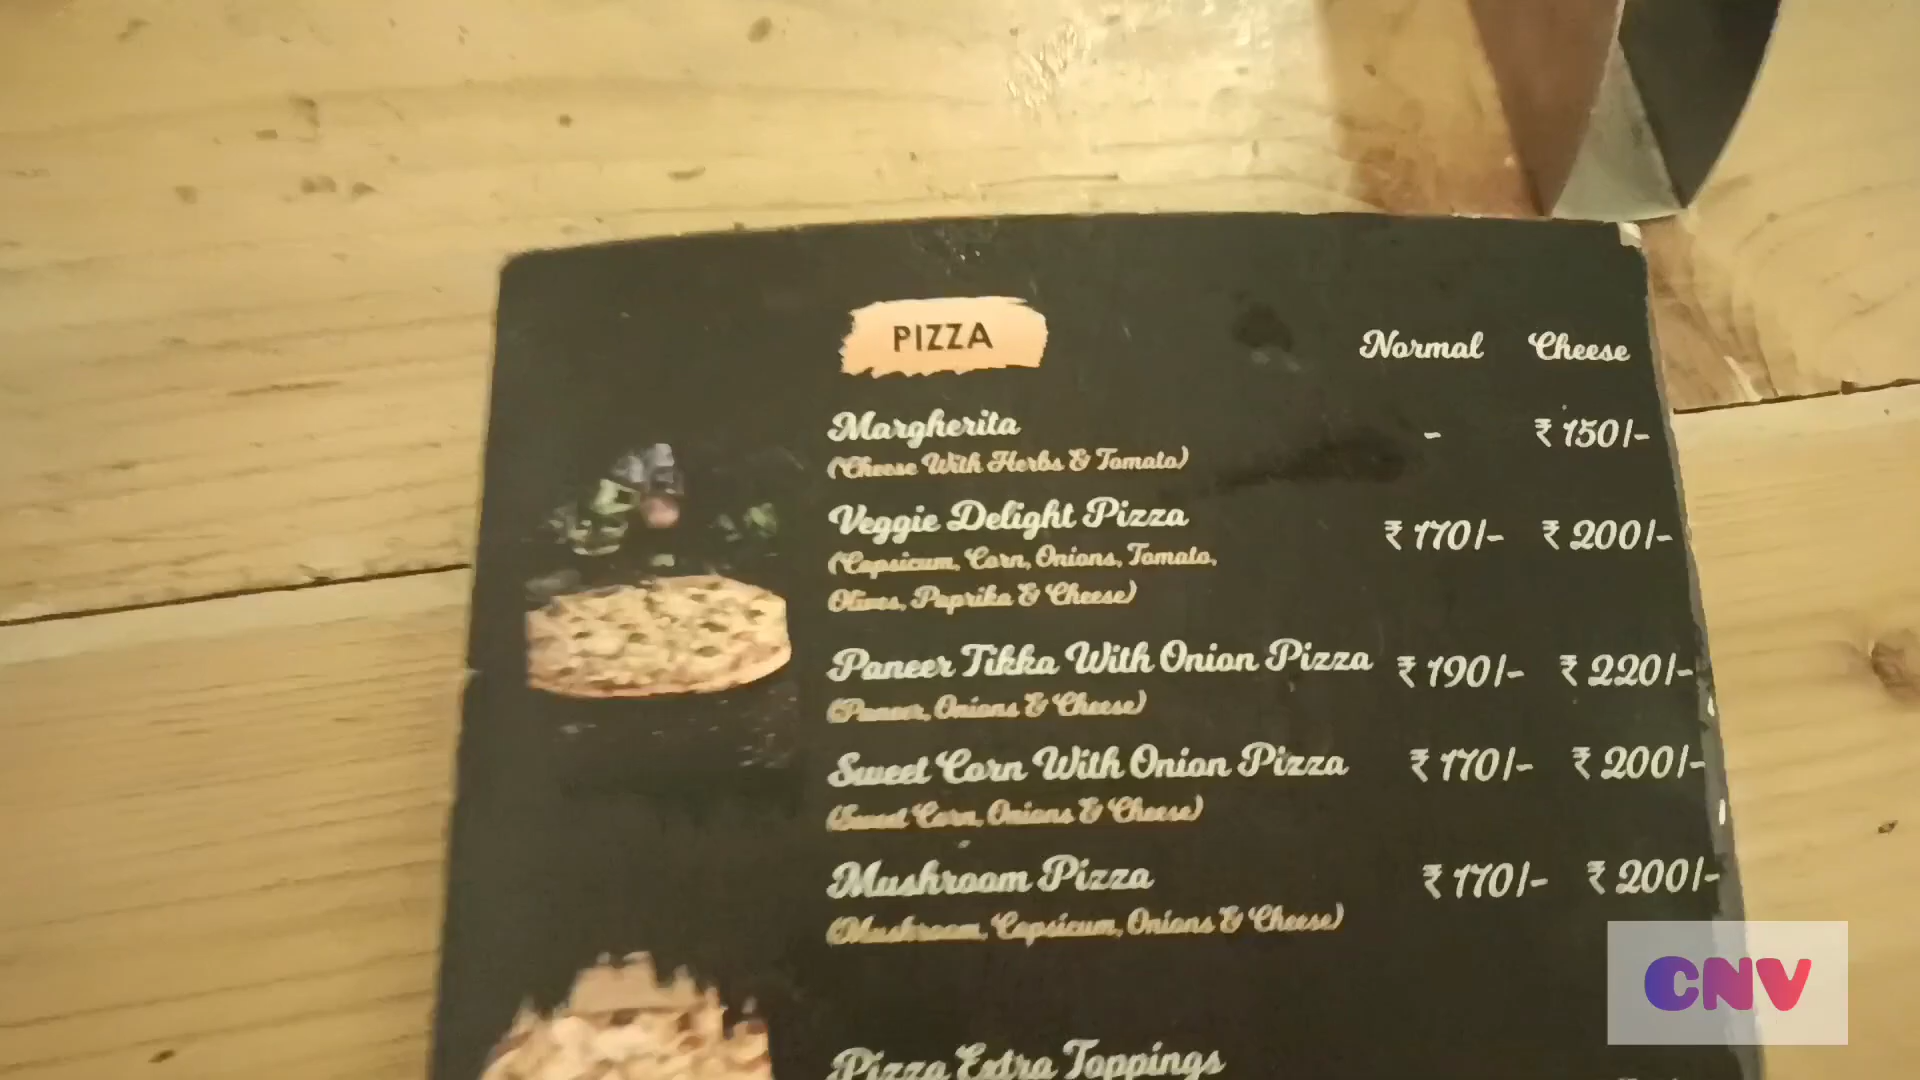 PIZZA
Normal Cheese
Margherita - ₹ 150/-
(Cheese With Herbs & Tomato)
Veggie Delight Pizza ₹ 170/- ₹ 200/-
(Capsicum, Corn, Onions, Tomato,
Olives, Paprika & Cheese)
Paneer Tikka With Onion Pizza ₹ 190/- ₹ 220/-
(Paneer, Onions & Cheese)
Sweet Corn With Onion Pizza ₹ 170/- ₹ 200/-
(Sweet Corn, Onions & Cheese)
Mushroom Pizza ₹ 170/- ₹ 200/-
(Mushroom, Capsicum, Onions & Cheese)
Pizza Extra Toppings
CNV